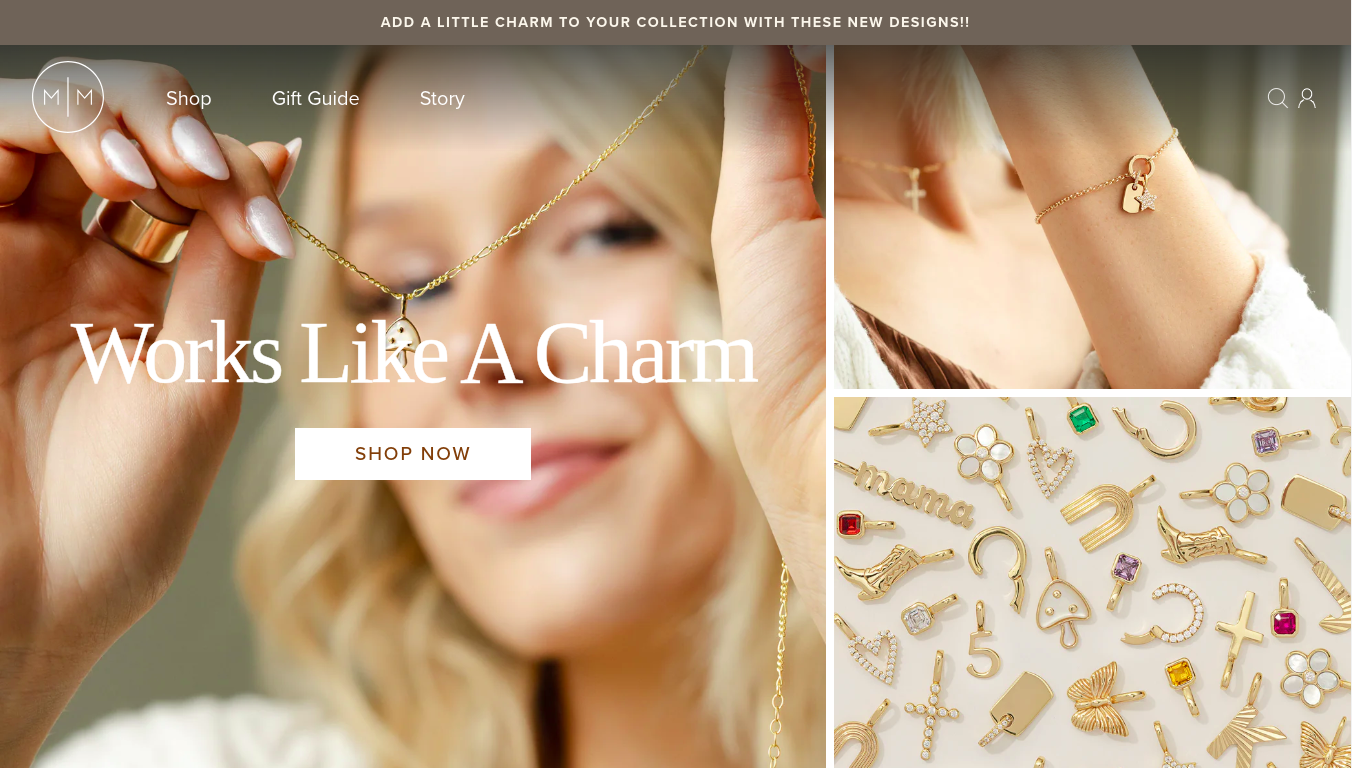 ADD A LITTLE CHARM TO YOUR COLLECTION WITH THESE NEW DESIGNS!!
M|M
Shop
Gift Guide
Story
Works Like A Charm
SHOP NOW
mama
5